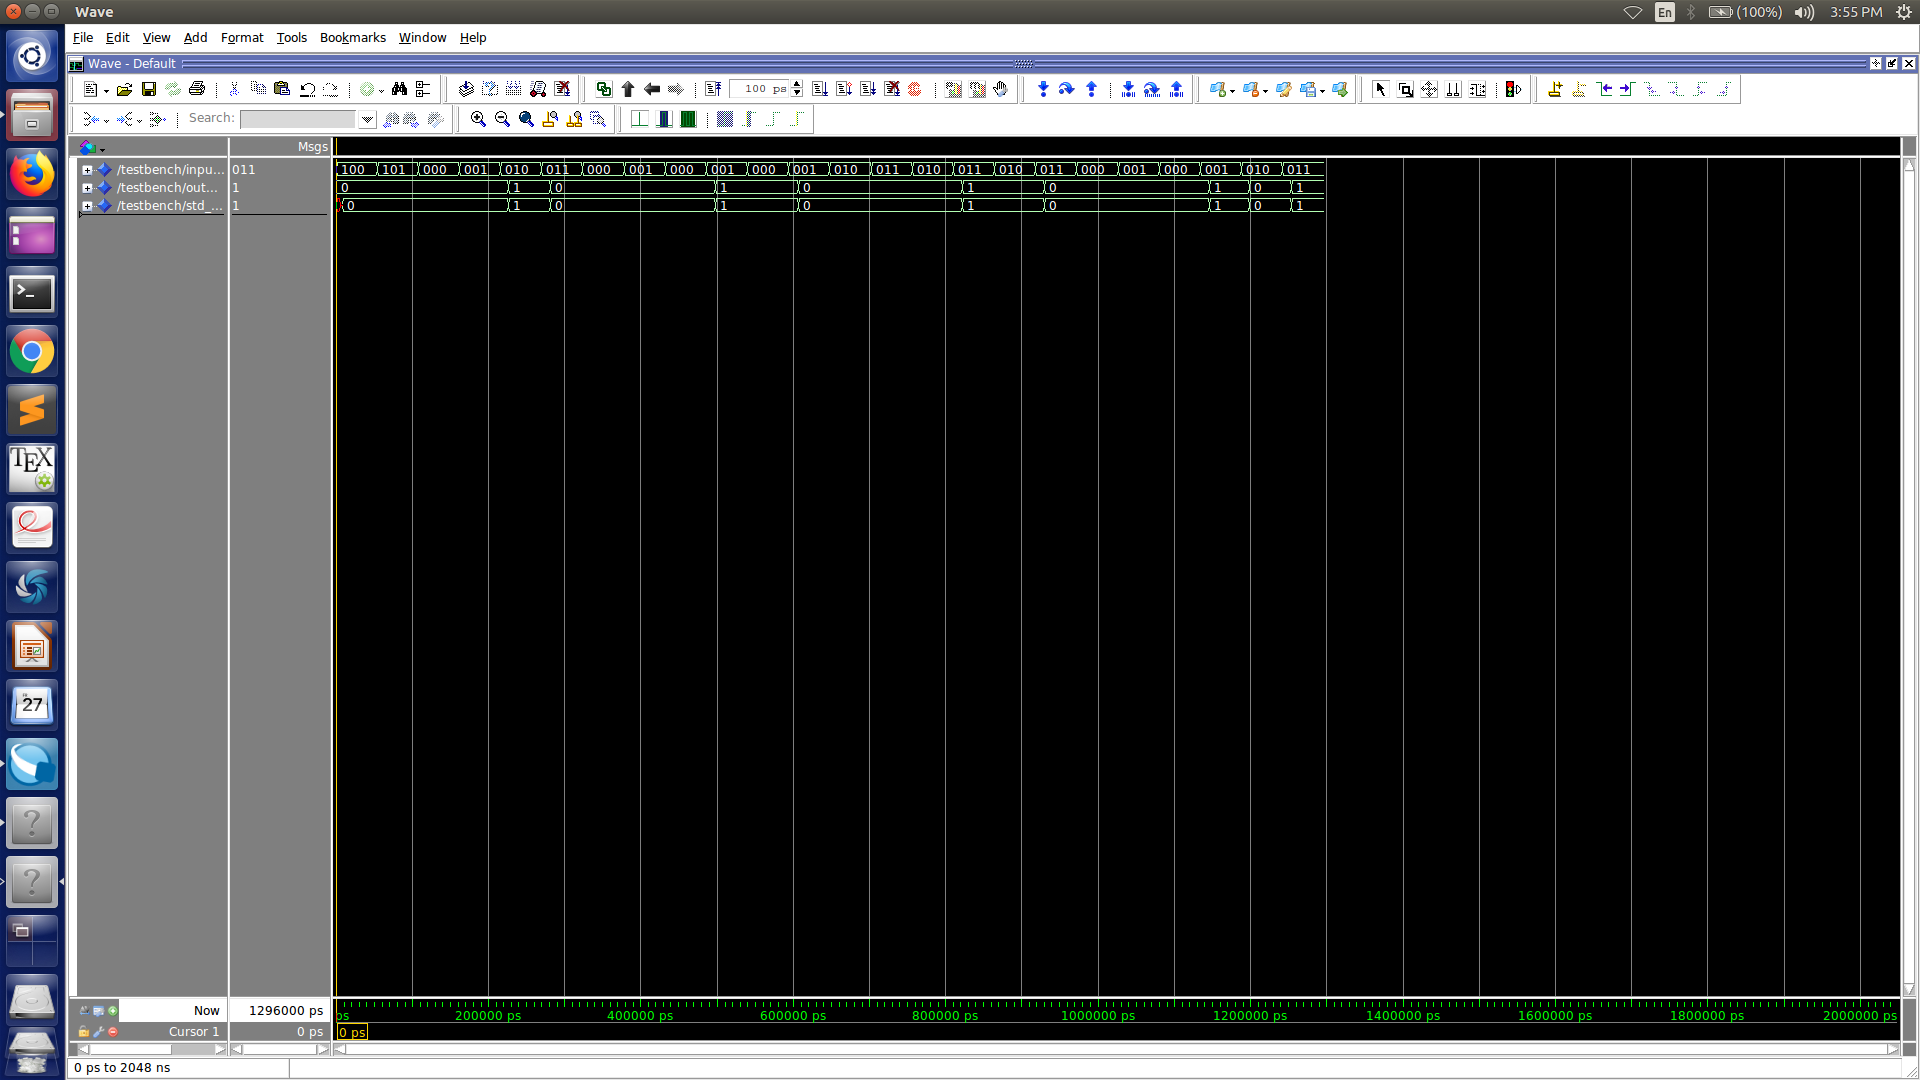 Wave
En
(100%)
3:55 PM
File Edit View Add Format Tools Bookmarks Window Help
Wave - Default
100 ps
Search:
Msgs
/testbench/inpu... 011 100 101 000 001 010 011 000 001 000 001 000 001 010 011 010 011 010 011 000 001 000 001 010 011
/testbench/out... 1 0 1 0 1 0 1 0 1 0 1
/testbench/std_... 1 0 1 0 1 0 1 0 1 0 1
TEX
27
Now 1296000 ps ps 200000 ps 400000 ps 600000 ps 800000 ps 1000000 ps 1200000 ps 1400000 ps 1600000 ps 1800000 ps 2000000 ps
Cursor 1 0 ps 0 ps
0 ps to 2048 ns